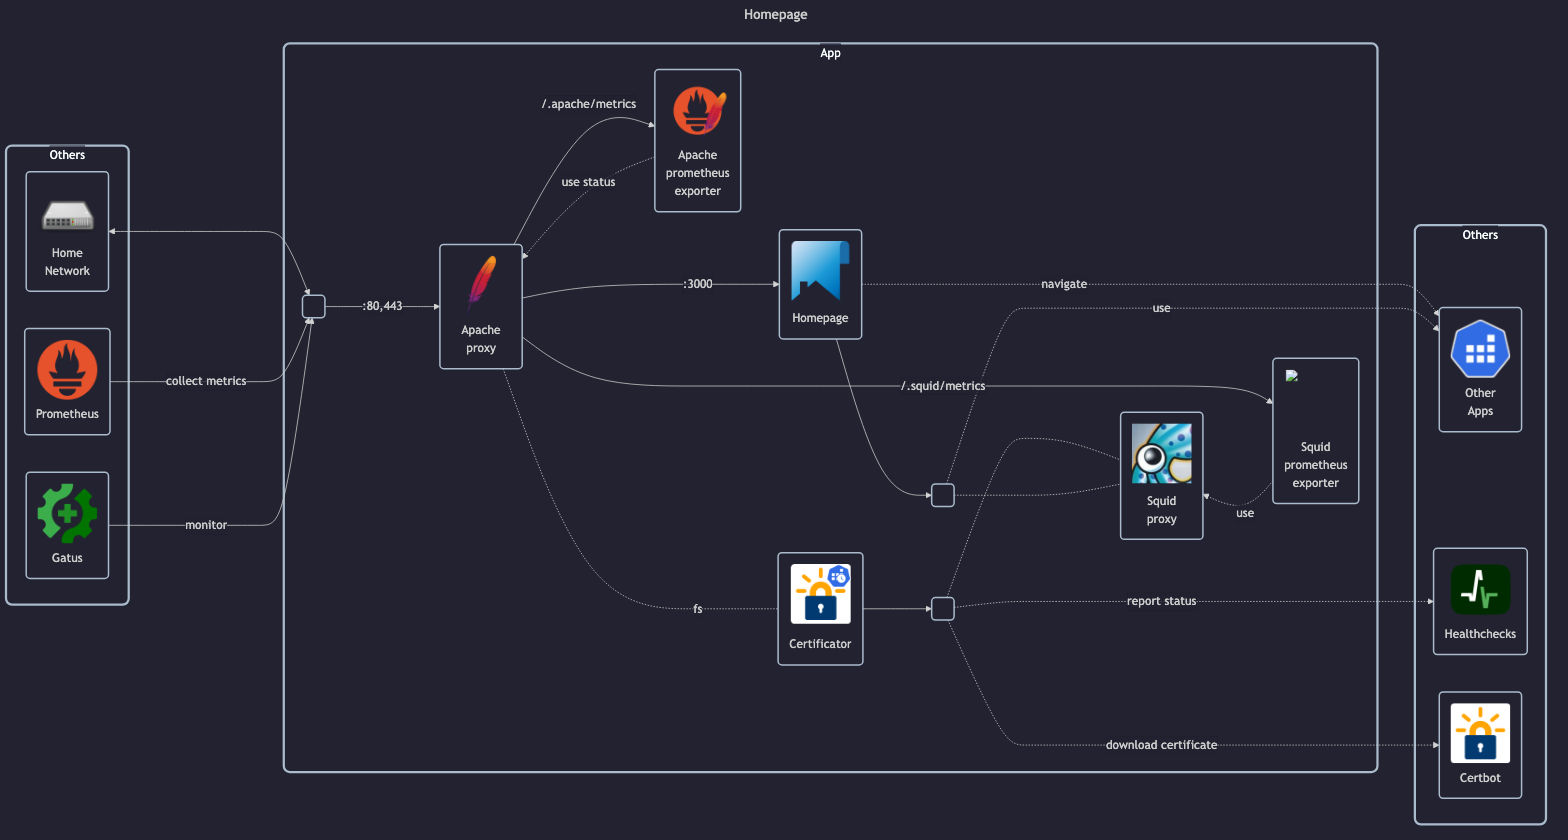 Homepage
App
/.apache/metrics
Apache
prometheus
exporter
use status
Others
Home
Network
Prometheus
Gatus
collect metrics
monitor
:80,443
Apache
proxy
:3000
Homepage
navigate
use
/.squid/metrics
Squid
proxy
use
Squid
prometheus
exporter
fs
Certificator
report status
download certificate
Others
Other
Apps
Healthchecks
Certbot